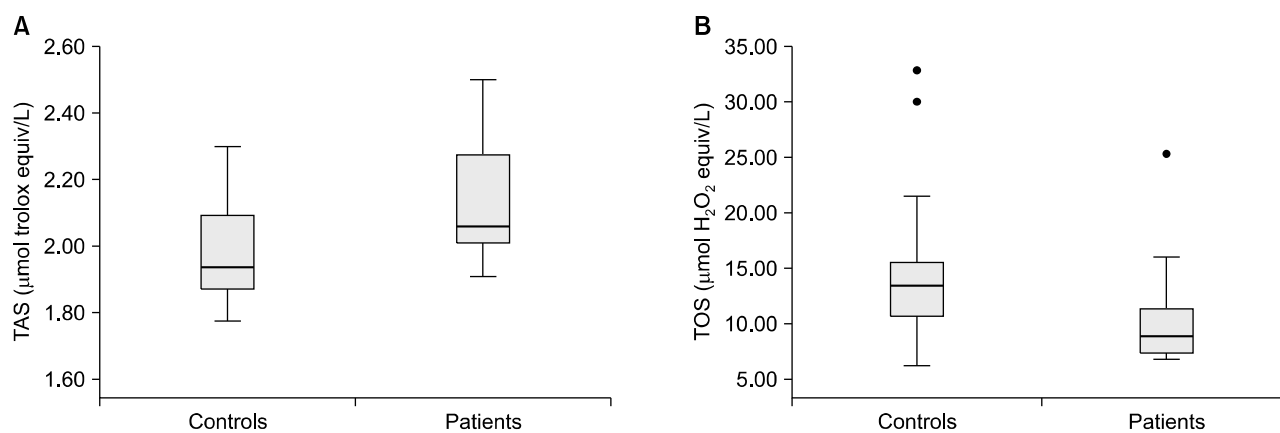 A
TAS (μmol trolox equiv/L)
2.60
2.40
2.20
2.00
1.80
1.60
Controls
Patients
B
TOS (μmol H₂O₂ equiv/L)
35.00
30.00
25.00
20.00
15.00
10.00
5.00
Controls
Patients